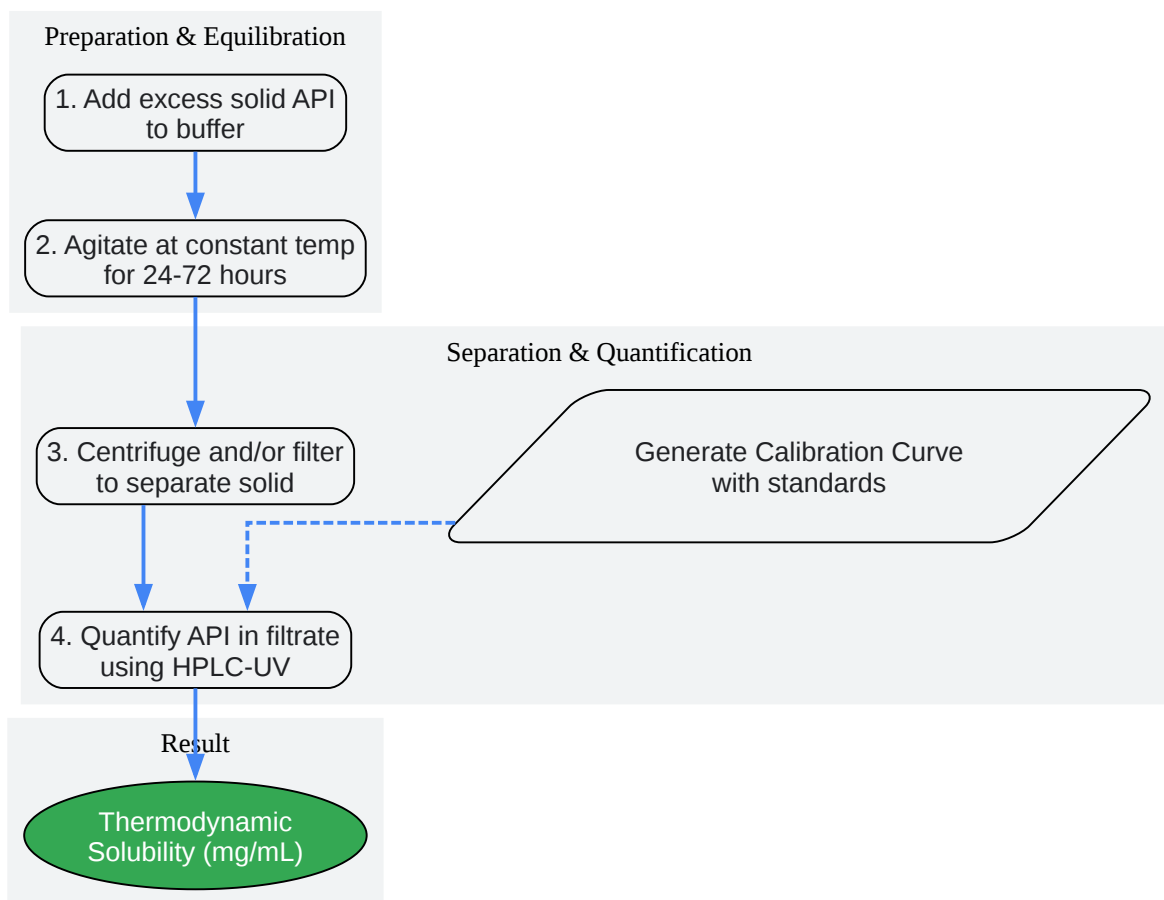 Preparation & Equilibration
1. Add excess solid API
to buffer
2. Agitate at constant temp
for 24-72 hours
Separation & Quantification
3. Centrifuge and/or filter
to separate solid
Generate Calibration Curve
with standards
4. Quantify API in filtrate
using HPLC-UV
Result
Thermodynamic
Solubility (mg/mL)